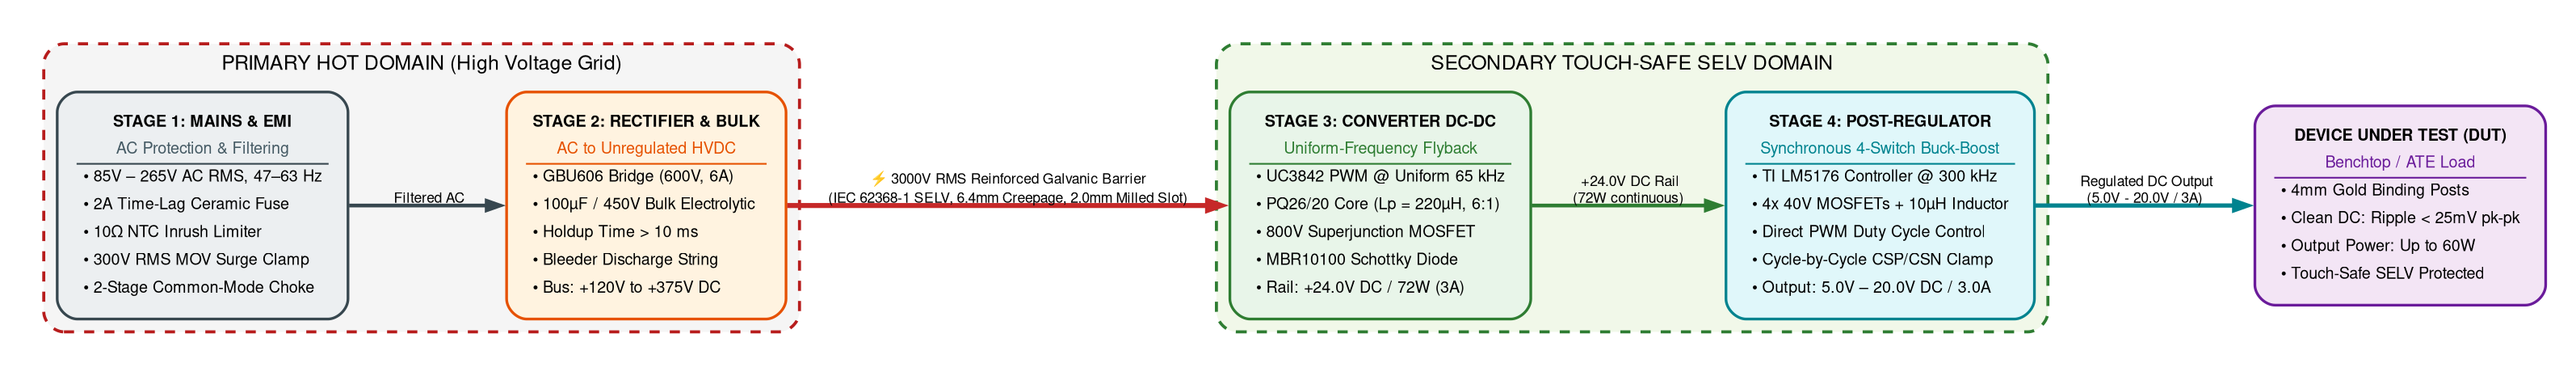 PRIMARY HOT DOMAIN (High Voltage Grid)
STAGE 1: MAINS & EMI
AC Protection & Filtering
• 85V – 265V AC RMS, 47–63 Hz
• 2A Time-Lag Ceramic Fuse
• 10Ω NTC Inrush Limiter
• 300V RMS MOV Surge Clamp
• 2-Stage Common-Mode Choke
Filtered AC
STAGE 2: RECTIFIER & BULK
AC to Unregulated HVDC
• GBU606 Bridge (600V, 6A)
• 100µF / 450V Bulk Electrolytic
• Holdup Time > 10 ms
• Bleeder Discharge String
• Bus: +120V to +375V DC
⚡ 3000V RMS Reinforced Galvanic Barrier
(IEC 62368-1 SELV, 6.4mm Creepage, 2.0mm Milled Slot)
SECONDARY TOUCH-SAFE SELV DOMAIN
STAGE 3: CONVERTER DC-DC
Uniform-Frequency Flyback
• UC3842 PWM @ Uniform 65 kHz
• PQ26/20 Core (Lp = 220µH, 6:1)
• 800V Superjunction MOSFET
• MBR10100 Schottky Diode
• Rail: +24.0V DC / 72W (3A)
+24.0V DC Rail
(72W continuous)
STAGE 4: POST-REGULATOR
Synchronous 4-Switch Buck-Boost
• TI LM5176 Controller @ 300 kHz
• 4x 40V MOSFETs + 10µH Inductor
• Direct PWM Duty Cycle Control
• Cycle-by-Cycle CSP/CSN Clamp
• Output: 5.0V – 20.0V DC / 3.0A
Regulated DC Output
(5.0V - 20.0V / 3A)
DEVICE UNDER TEST (DUT)
Benchtop / ATE Load
• 4mm Gold Binding Posts
• Clean DC: Ripple < 25mV pk-pk
• Output Power: Up to 60W
• Touch-Safe SELV Protected